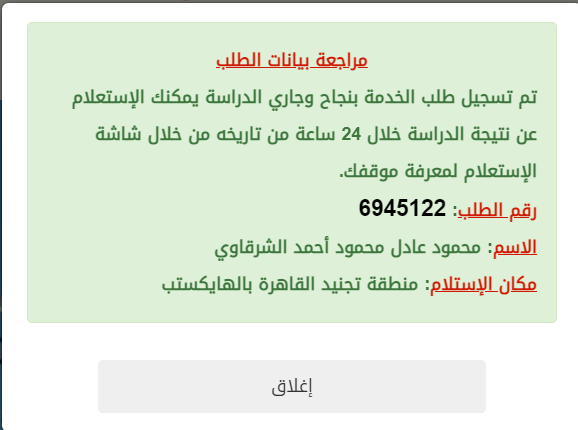 مراجعة بيانات الطلب
تم تسجيل طلب الخدمة بنجاح وجاري الدراسة يمكنك الإستعلام
عن نتيجة الدراسة خلال 24 ساعة من تاريخه من خلال شاشة
الإستعلام لمعرفة موقفك.
رقم الطلب: 6945122
الاسم: محمود عادل محمود أحمد الشرقاوي
مكان الإستلام: منطقة تجنيد القاهرة بالهايكستب
إغلاق